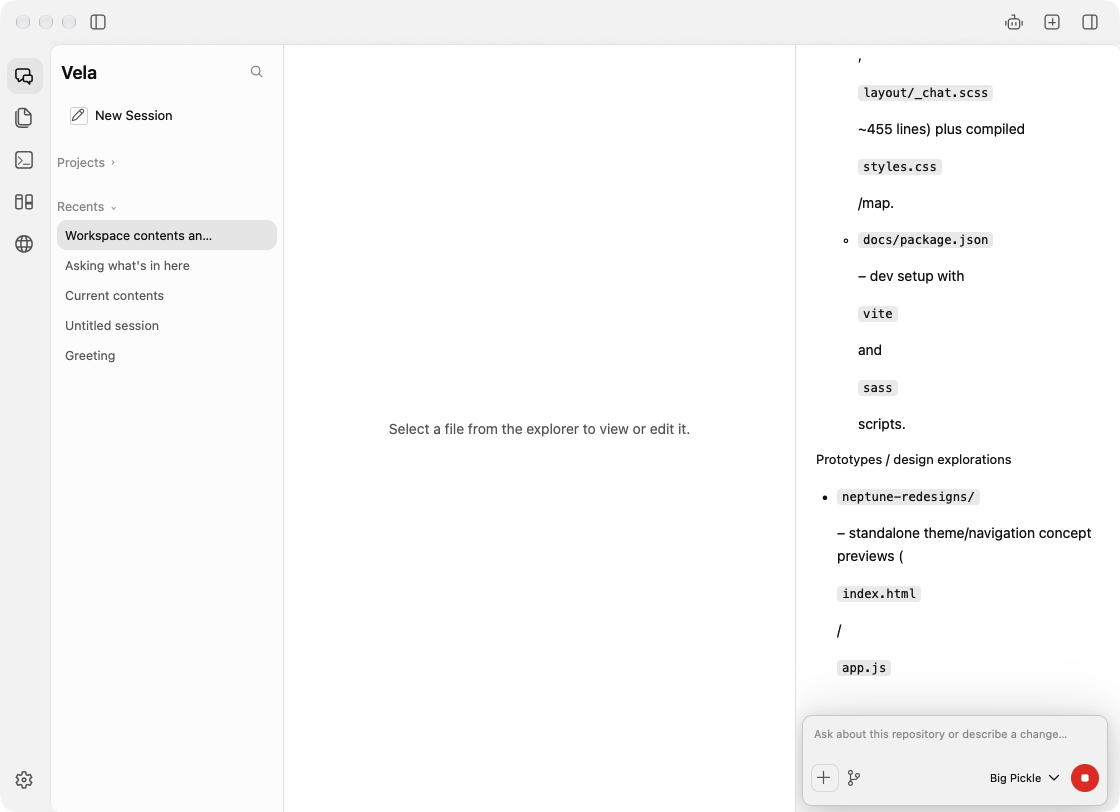 Vela
New Session
Projects
Recents
Workspace contents an...
Asking what's in here
Current contents
Untitled session
Greeting
Select a file from the explorer to view or edit it.
,
layout/_chat.scss
~455 lines) plus compiled
styles.css
/map.
docs/package.json
– dev setup with
vite
and
sass
scripts.
Prototypes / design explorations
neptune-redesigns/
– standalone theme/navigation concept
previews (
index.html
/
app.js
Ask about this repository or describe a change...
Big Pickle